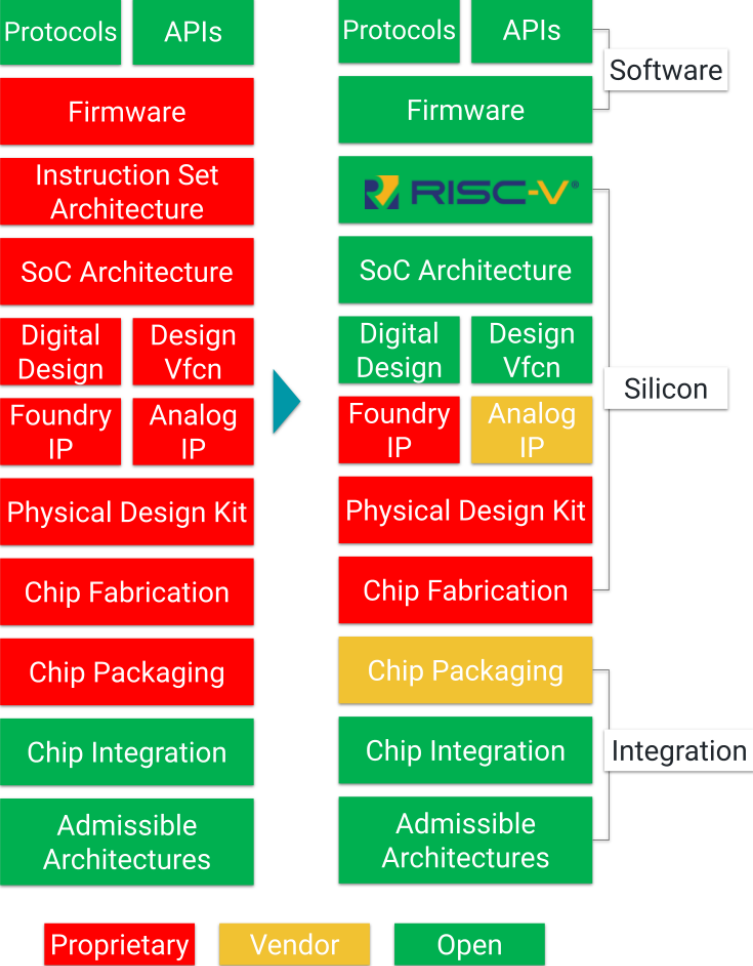 Protocols
APIs
Firmware
Instruction Set
Architecture
SoC Architecture
Digital
Design
Design
Vfcn
Foundry
IP
Analog
IP
Physical Design Kit
Chip Fabrication
Chip Packaging
Chip Integration
Admissible
Architectures
Protocols
APIs
Firmware
RISC-V®
SoC Architecture
Digital
Design
Design
Vfcn
Foundry
IP
Analog
IP
Physical Design Kit
Chip Fabrication
Chip Packaging
Chip Integration
Admissible
Architectures
Software
Silicon
Integration
Proprietary
Vendor
Open